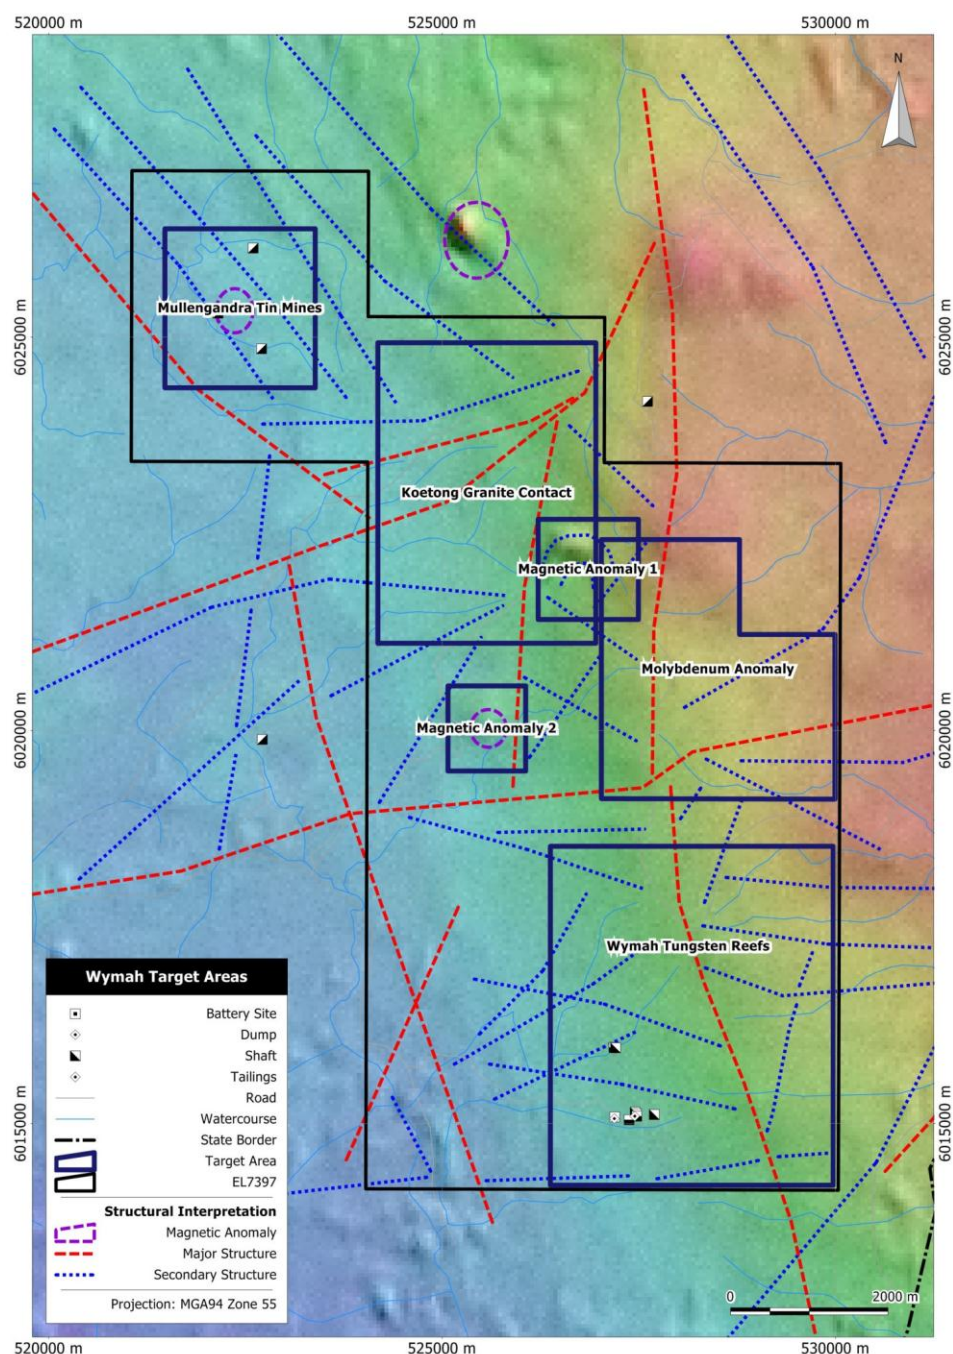 520000 m
525000 m
530000 m
N
6025000 m
6025000 m
Mullengandra Tin Mines
Koetong Granite Contact
Magnetic Anomaly 1
Molybdenum Anomaly
Magnetic Anomaly 2
6020000 m
6020000 m
Wymah Tungsten Reefs
6015000 m
6015000 m
Wymah Target Areas
Battery Site
Dump
Shaft
Tailings
Road
Watercourse
State Border
Target Area
EL7397
Structural Interpretation
Magnetic Anomaly
Major Structure
Secondary Structure
Projection: MGA94 Zone 55
0
2000 m
520000 m
525000 m
530000 m